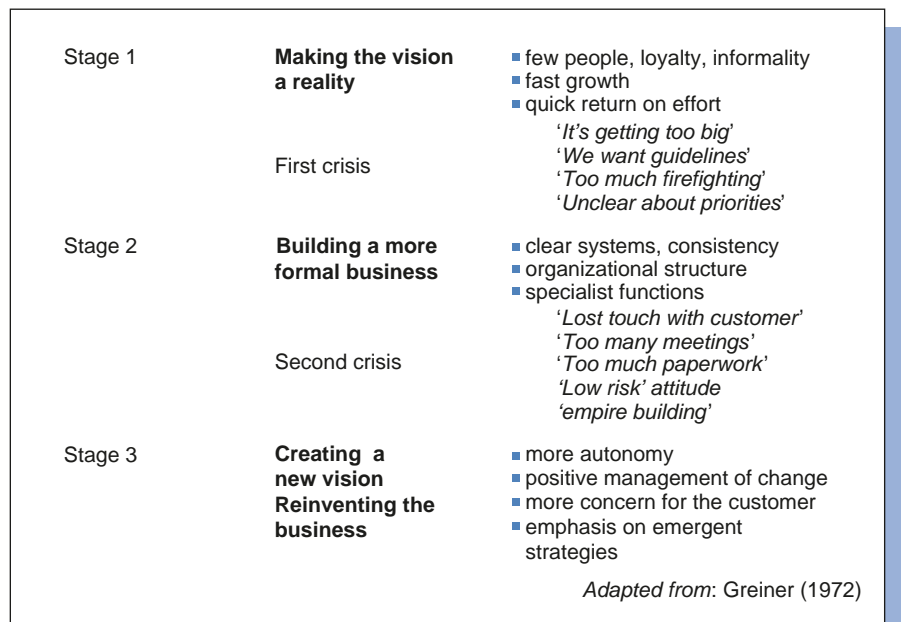 Stage 1
Making the vision
a reality
▪ few people, loyalty, informality
▪ fast growth
▪ quick return on effort
First crisis
‘It’s getting too big’
‘We want guidelines’
‘Too much firefighting’
‘Unclear about priorities’
Stage 2
Building a more
formal business
▪ clear systems, consistency
▪ organizational structure
▪ specialist functions
Second crisis
‘Lost touch with customer’
‘Too many meetings’
‘Too much paperwork’
‘Low risk’ attitude
‘empire building’
Stage 3
Creating a
new vision
Reinventing the
business
▪ more autonomy
▪ positive management of change
▪ more concern for the customer
▪ emphasis on emergent
strategies
Adapted from: Greiner (1972)